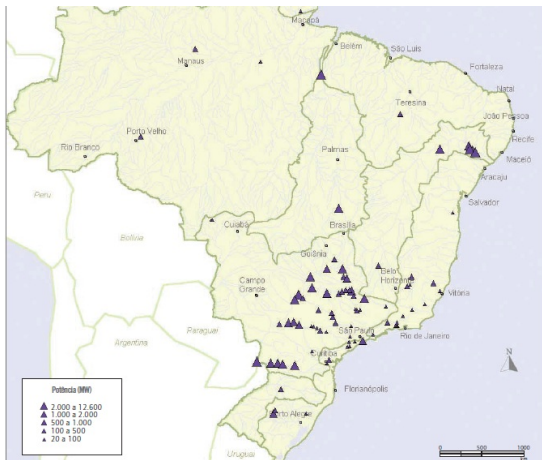 Macapá
Belém
São Luis
Manaus
Fortaleza
Teresina
Natal
João Pessoa
Porto Velho
Recife
Rio Branco
Palmas
Maceió
Aracaju
Peru
Salvador
Cuiabá
Brasília
Bolívia
Goiânia
Campo
Grande
Belo
Horizonte
Vitória
Paraguai
São Paulo
Rio de Janeiro
Argentina
Curitiba
Florianópolis
Porto Alegre
Uruguai
N
Potência (MW)
2.000 a 12.600
1.000 a 2.000
500 a 1.000
100 a 500
20 a 100
0 500 1000